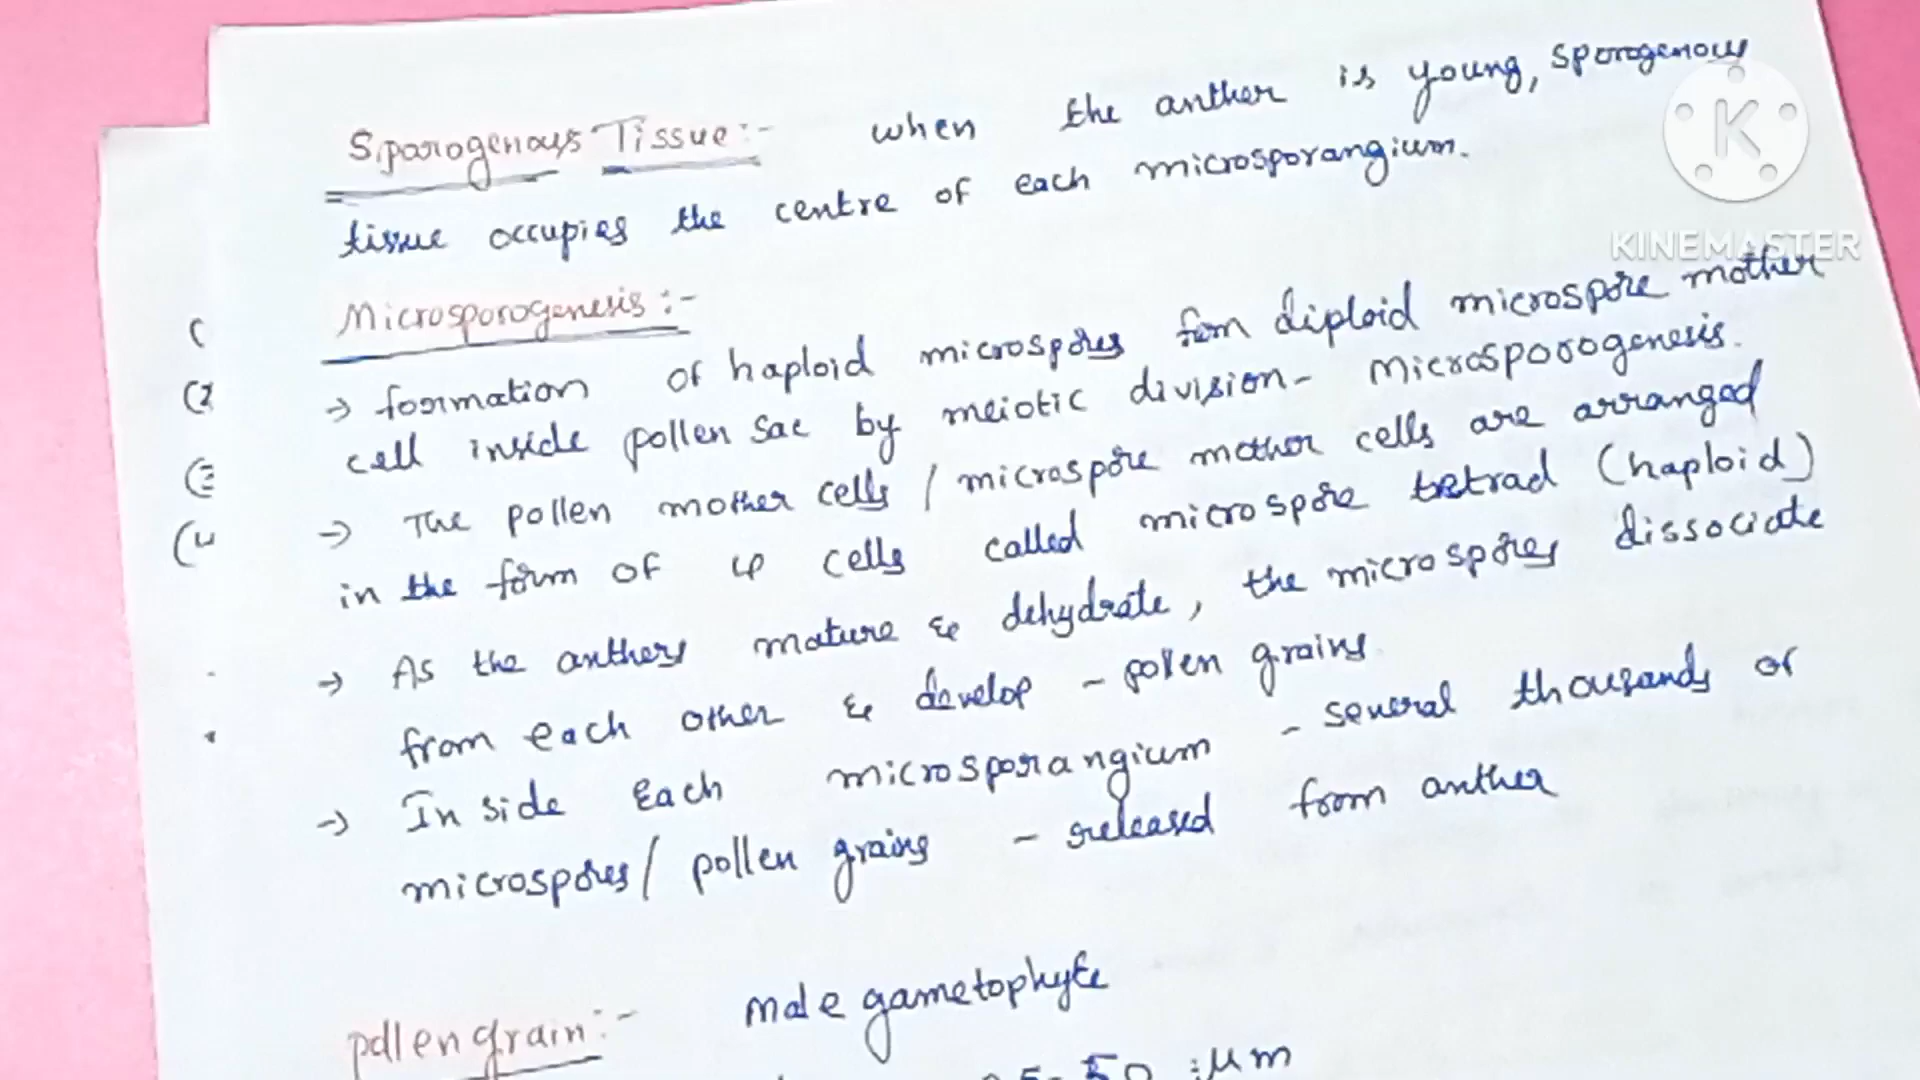 Sporogenous Tissue:- when the anther is young, sporogenous
tissue occupies the centre of each microsporangium.
Microsporogenesis:-
→ formation of haploid microspores from diploid microspore mother
cell inside pollen sac by meiotic division- Microsporogenesis.
→ The pollen mother cells / microspore mother cells are arranged
in the form of 4 cells called microspore tetrad (haploid)
→ As the anthers mature & dehydrate, the microspores dissociate
from each other & develop - pollen grains
→ Inside Each microsporangium - several thousands of
microspores/ pollen grains - released from anther
pollen grain:- male gametophyte
25-50 µm
K
KINEMASTER